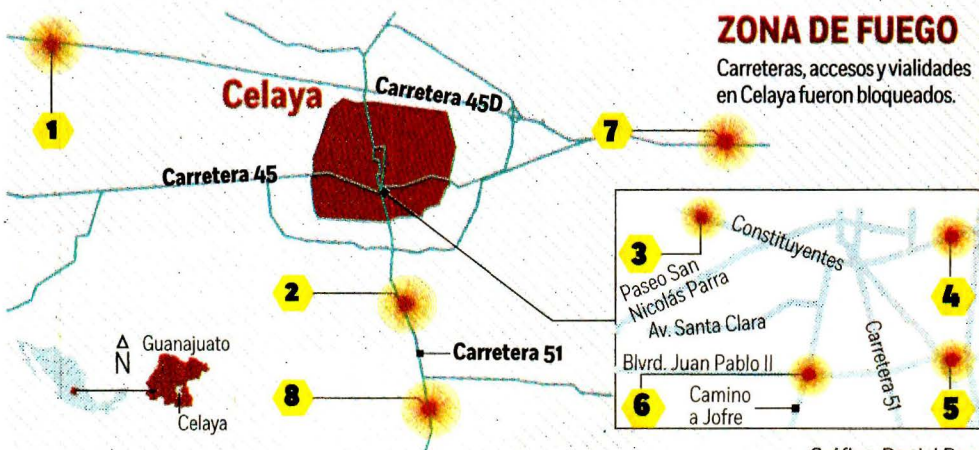 ZONA DE FUEGO
Carreteras, accesos y vialidades
en Celaya fueron bloqueados.
1
Celaya
Carretera 45D
7
Carretera 45
3
Constituyentes
Paseo San
Nicolás Parra
4
2
Av. Santa Clara
Carretera 51
Blvrd. Juan Pablo II
Carretera 51
6
Camino
a Jofre
5
N
Guanajuato
Celaya
8